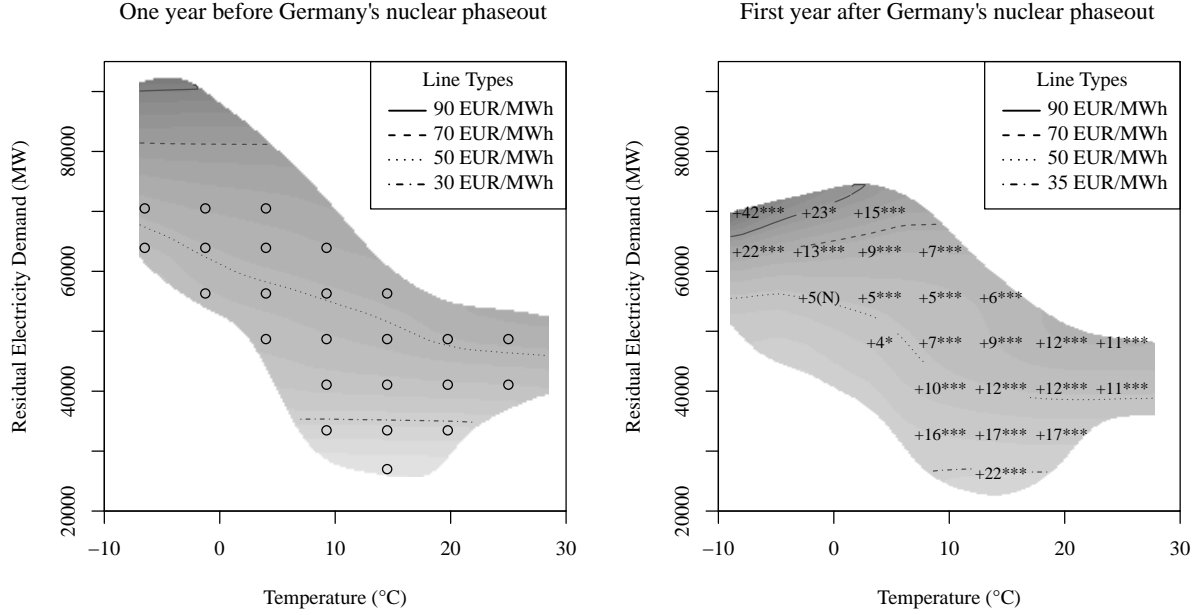 One year before Germany's nuclear phaseout
Residual Electricity Demand (MW)
20000
40000
60000
80000
Line Types
90 EUR/MWh
70 EUR/MWh
50 EUR/MWh
30 EUR/MWh
−10
0
10
20
30
Temperature (°C)
First year after Germany's nuclear phaseout
Residual Electricity Demand (MW)
20000
40000
60000
80000
Line Types
90 EUR/MWh
70 EUR/MWh
50 EUR/MWh
35 EUR/MWh
+42*** +23* +15***
+22*** +13*** +9*** +7***
+5(N) +5*** +5*** +6***
+4* +7*** +9*** +12*** +11***
+10*** +12*** +12*** +11***
+16*** +17*** +17***
+22***
−10
0
10
20
30
Temperature (°C)